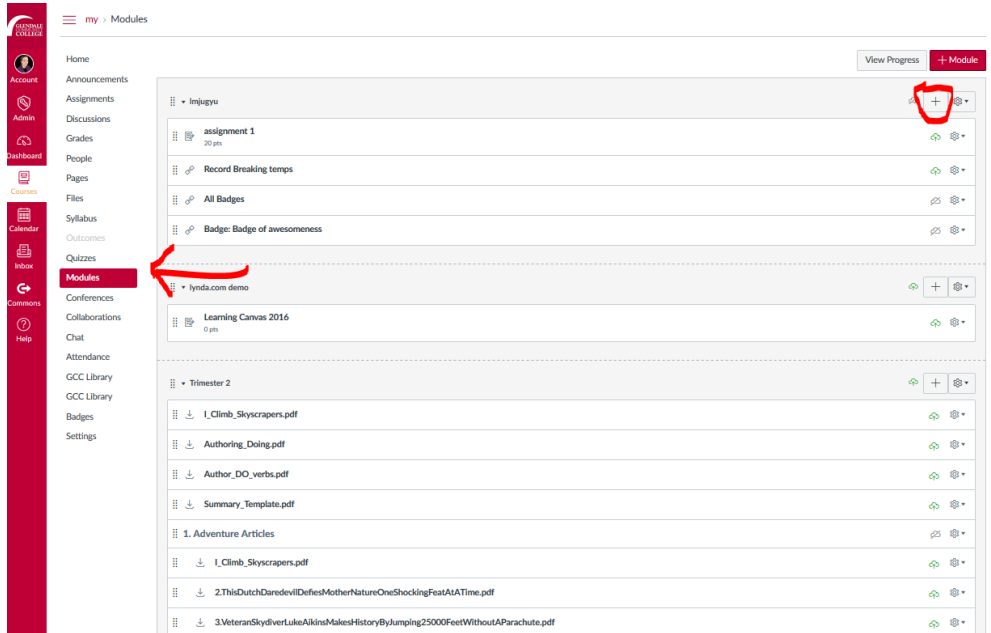 GLENDALE
COLLEGE
my > Modules
View Progress
+ Module
Account
Admin
Dashboard
Courses
Calendar
Inbox
Commons
Help
Home
Announcements
Assignments
Discussions
Grades
People
Pages
Files
Syllabus
Outcomes
Quizzes
Modules
Conferences
Collaborations
Chat
Attendance
GCC Library
GCC Library
Badges
Settings
lmjugyu
assignment 1
20 pts
Record Breaking temps
All Badges
Badge: Badge of awesomeness
lynda.com demo
Learning Canvas 2016
0 pts
Trimester 2
I_Climb_Skyscrapers.pdf
Authoring_Doing.pdf
Author_DO_verbs.pdf
Summary_Template.pdf
1. Adventure Articles
I_Climb_Skyscrapers.pdf
2.ThisDutchDaredevilDefiesMotherNatureOneShockingFeatAtATime.pdf
3.VeteranSkydiverLukeAikinsMakesHistoryByJumping25000FeetWithoutAParachute.pdf